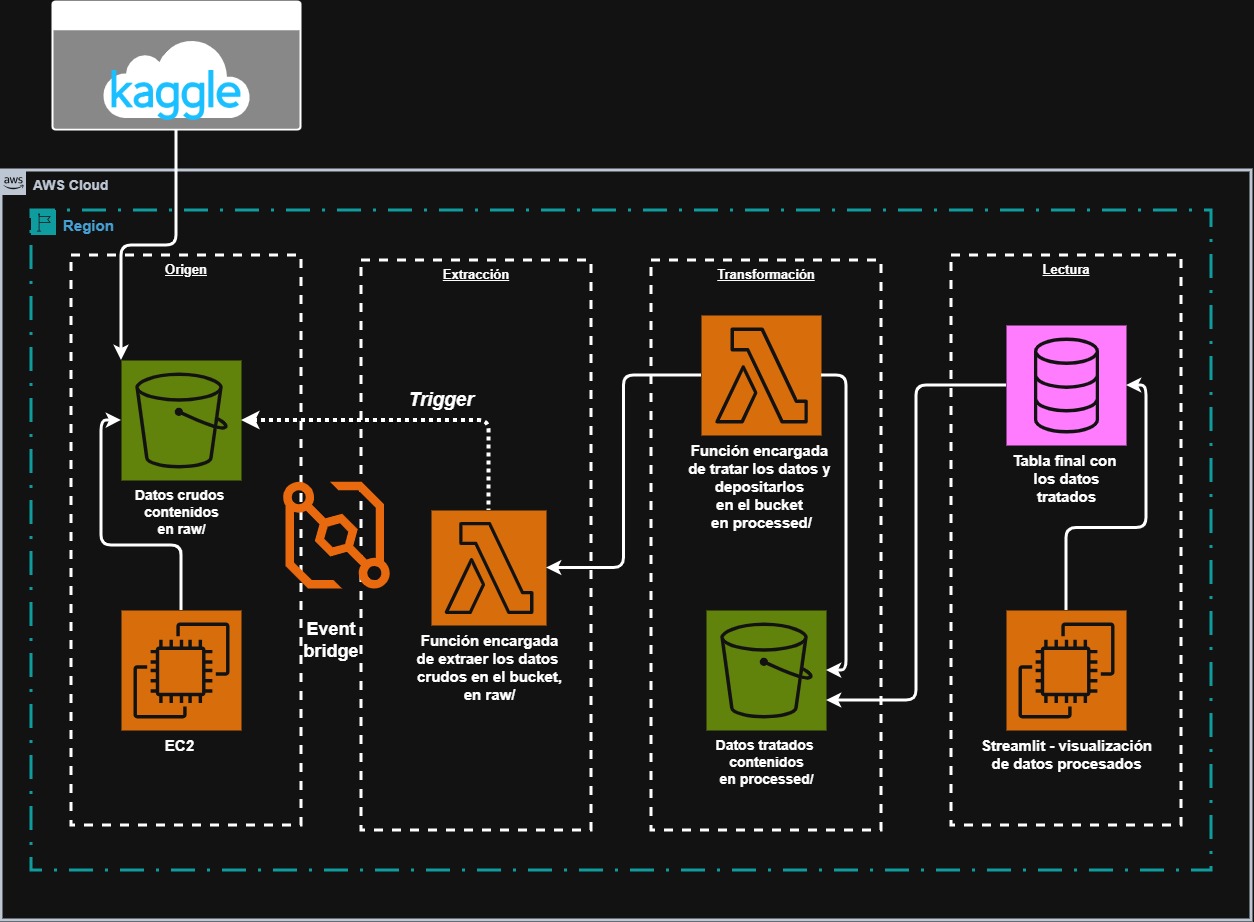 kaggle
aws
AWS Cloud
Region
Origen
Datos crudos
contenidos
en raw/
EC2
Event
bridge
Extracción
Trigger
Función encargada
de extraer los datos
crudos en el bucket,
en raw/
Transformación
Función encargada
de tratar los datos y
depositarlos
en el bucket
en processed/
Datos tratados
contenidos
en processed/
Lectura
Tabla final con
los datos
tratados
Streamlit - visualización
de datos procesados